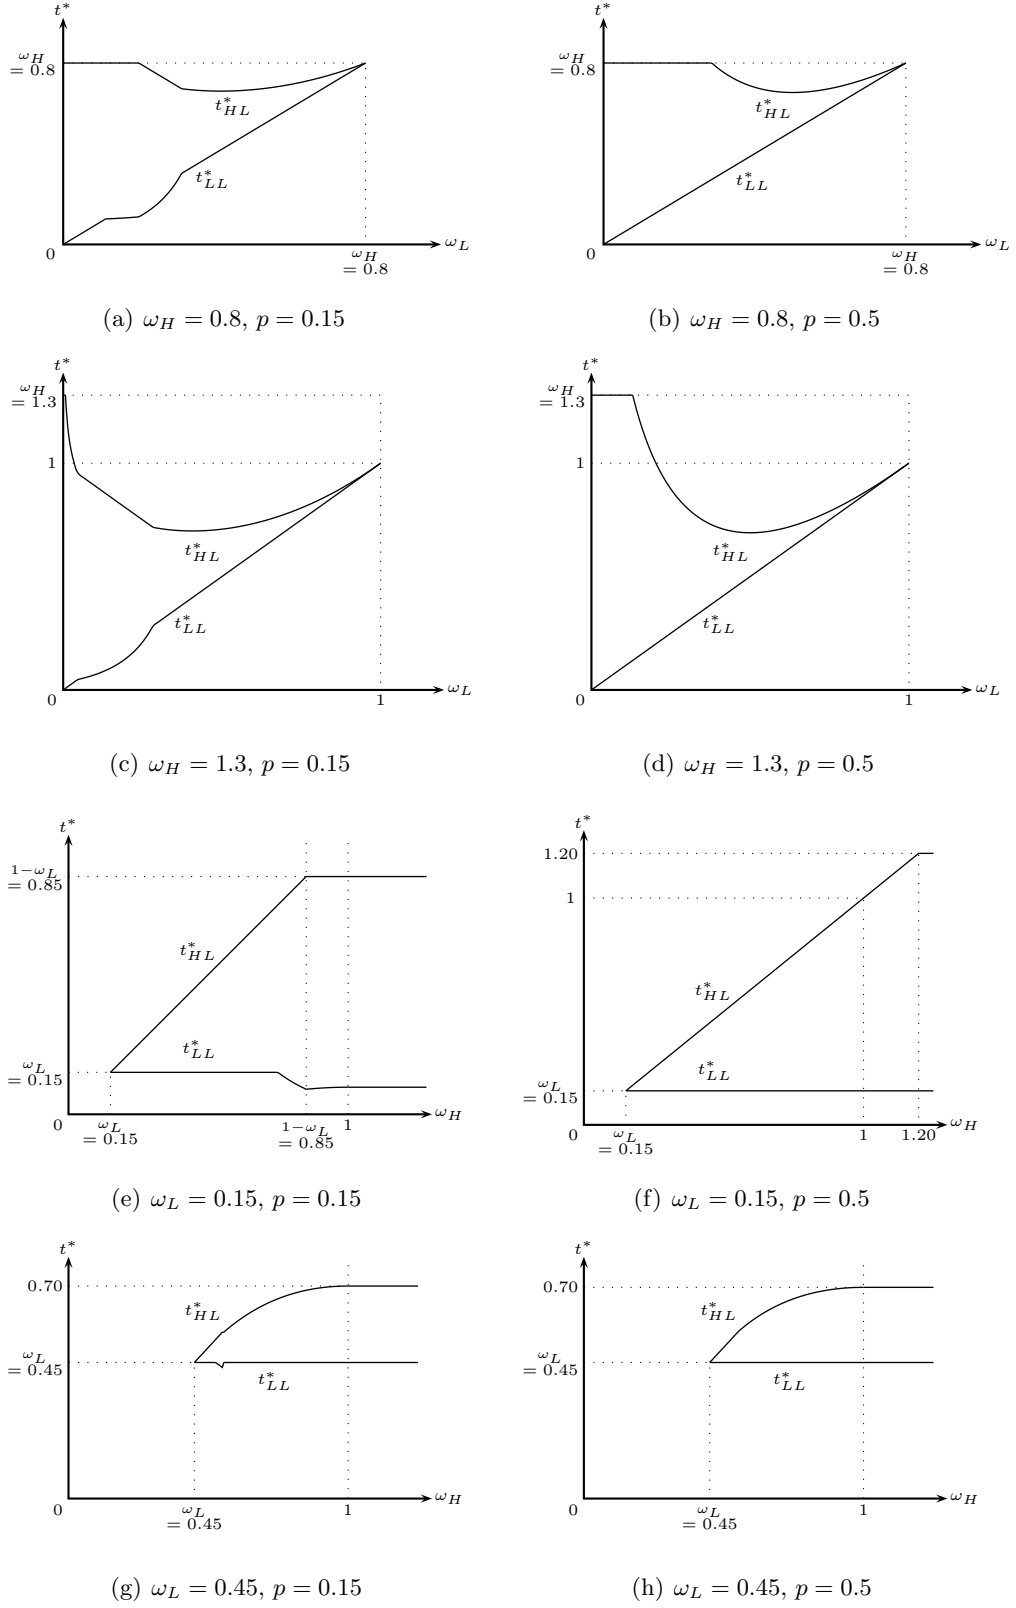 t*
ω_H
= 0.8
t*_HL
t*_LL
0
ω_L
ω_H
= 0.8
(a) ω_H = 0.8, p = 0.15
t*
ω_H
= 0.8
t*_HL
t*_LL
0
ω_L
ω_H
= 0.8
(b) ω_H = 0.8, p = 0.5
t*
ω_H
= 1.3
1
t*_HL
t*_LL
0
1
ω_L
(c) ω_H = 1.3, p = 0.15
t*
ω_H
= 1.3
1
t*_HL
t*_LL
0
1
ω_L
(d) ω_H = 1.3, p = 0.5
t*
1−ω_L
= 0.85
t*_HL
t*_LL
ω_L
= 0.15
0
ω_L
= 0.15
1−ω_L
= 0.85
1
ω_H
(e) ω_L = 0.15, p = 0.15
t*
1.20
1
t*_HL
t*_LL
ω_L
= 0.15
0
ω_L
= 0.15
1
1.20
ω_H
(f) ω_L = 0.15, p = 0.5
t*
0.70
t*_HL
ω_L
= 0.45
t*_LL
0
ω_L
= 0.45
1
ω_H
(g) ω_L = 0.45, p = 0.15
t*
0.70
t*_HL
ω_L
= 0.45
t*_LL
0
ω_L
= 0.45
1
ω_H
(h) ω_L = 0.45, p = 0.5